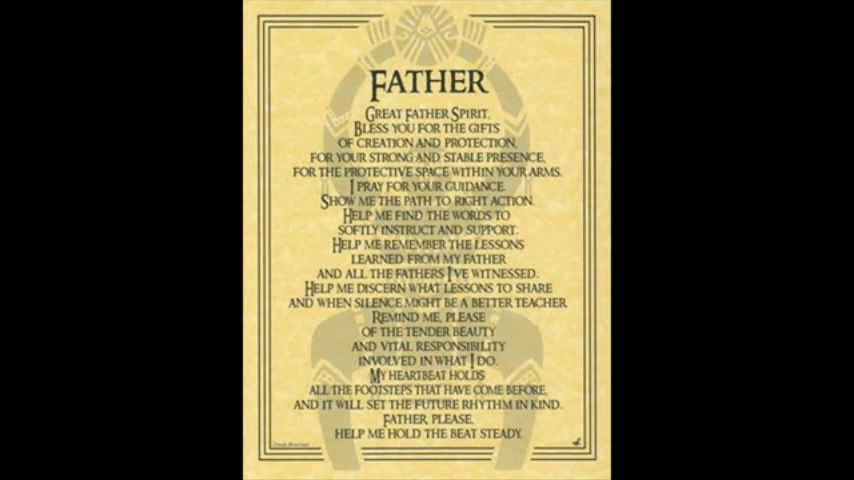 FATHER
GREAT FATHER SPIRIT,
BLESS YOU FOR THE GIFTS
OF CREATION AND PROTECTION,
FOR YOUR STRONG AND STABLE PRESENCE,
FOR THE PROTECTIVE SPACE WITHIN YOUR ARMS.
I PRAY FOR YOUR GUIDANCE.
SHOW ME THE PATH TO RIGHT ACTION.
HELP ME FIND THE WORDS TO
SOFTLY INSTRUCT AND SUPPORT.
HELP ME REMEMBER THE LESSONS
LEARNED FROM MY FATHER
AND ALL THE FATHERS I'VE WITNESSED.
HELP ME DISCERN WHAT LESSONS TO SHARE
AND WHEN SILENCE MIGHT BE A BETTER TEACHER.
REMIND ME, PLEASE
OF THE TENDER BEAUTY
AND VITAL RESPONSIBILITY
INVOLVED IN WHAT I DO.
MY HEARTBEAT HOLDS
ALL THE FOOTSTEPS THAT HAVE COME BEFORE,
AND IT WILL SET THE FUTURE RHYTHM IN KIND.
FATHER, PLEASE,
HELP ME HOLD THE BEAT STEADY.